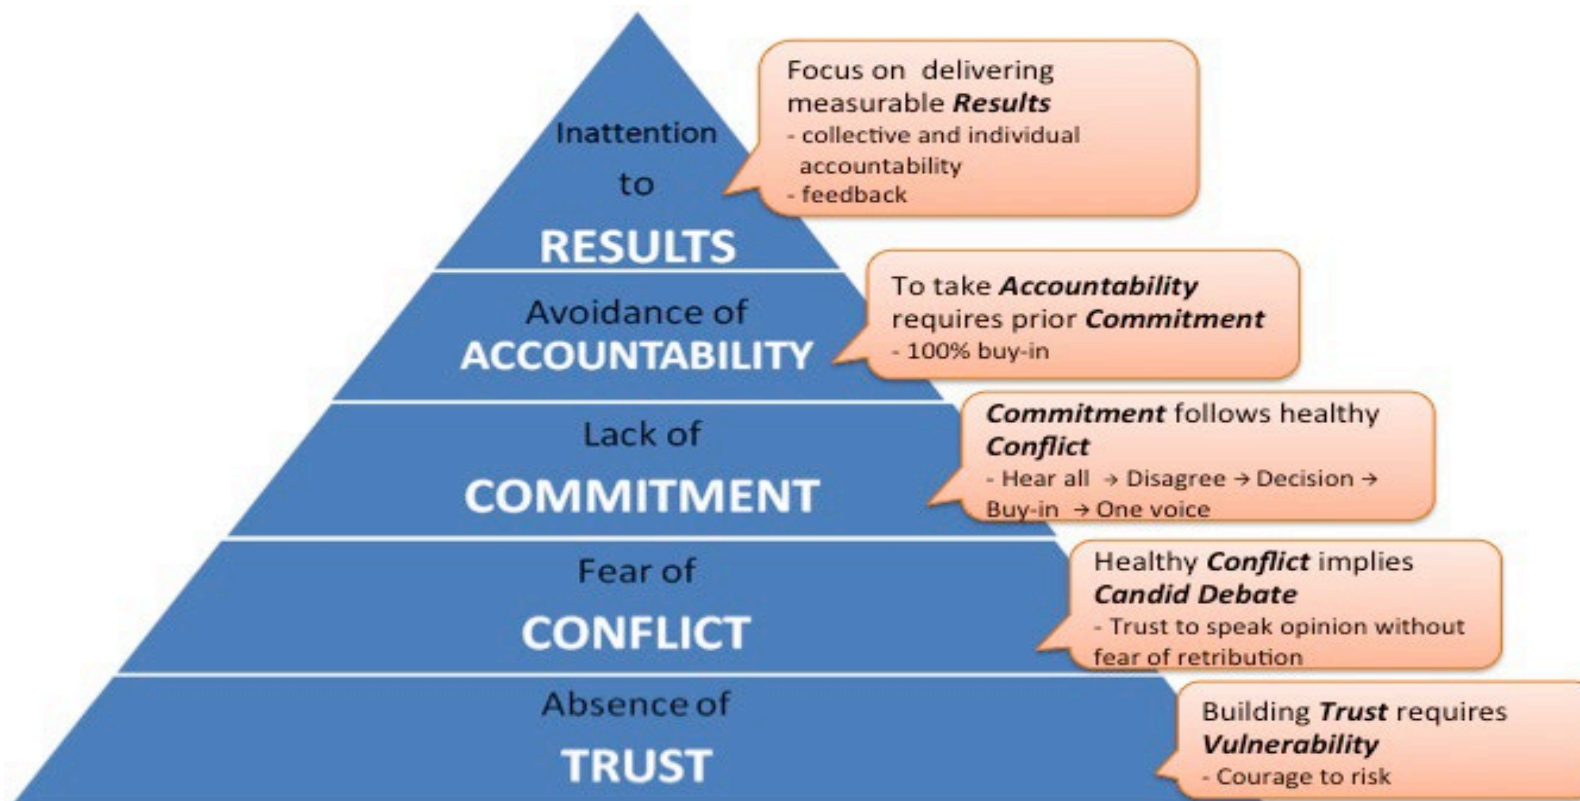 Inattention
to
RESULTS
Focus on delivering
measurable Results
- collective and individual
accountability
- feedback
Avoidance of
ACCOUNTABILITY
To take Accountability
requires prior Commitment
- 100% buy-in
Lack of
COMMITMENT
Commitment follows healthy
Conflict
- Hear all → Disagree → Decision →
Buy-in → One voice
Fear of
CONFLICT
Healthy Conflict implies
Candid Debate
- Trust to speak opinion without
fear of retribution
Absence of
TRUST
Building Trust requires
Vulnerability
- Courage to risk